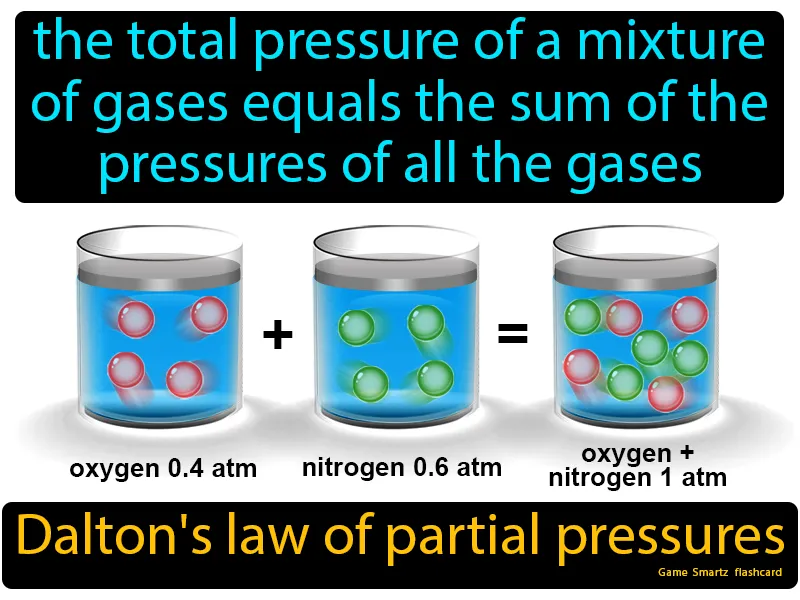 the total pressure of a mixture
of gases equals the sum of the
pressures of all the gases
+
=
oxygen 0.4 atm
nitrogen 0.6 atm
oxygen +
nitrogen 1 atm
Dalton's law of partial pressures
Game Smartz flashcard